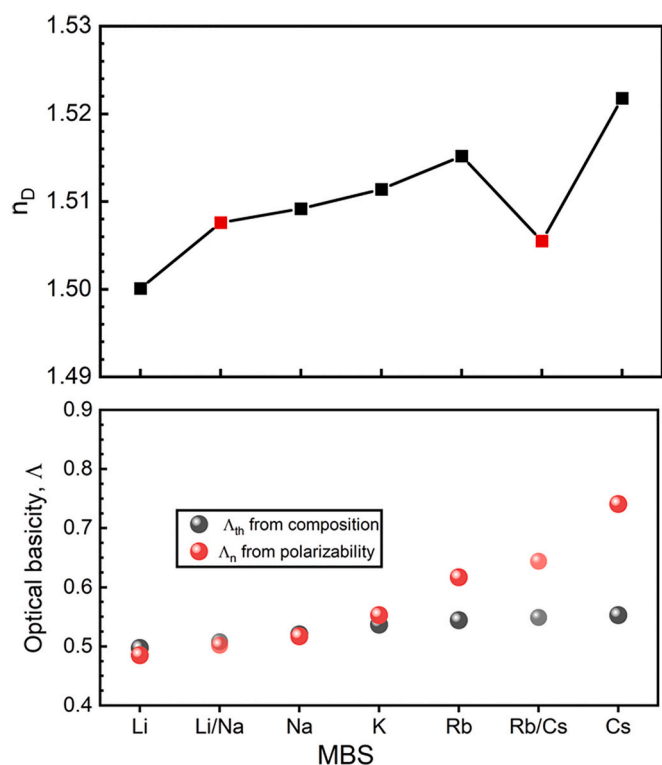 1.53
1.52
1.51
1.50
1.49
n_D
0.9
0.8
0.7
0.6
0.5
0.4
Optical basicity, Λ
Λ_th from composition
Λ_n from polarizability
Li Li/Na Na K Rb Rb/Cs Cs
MBS